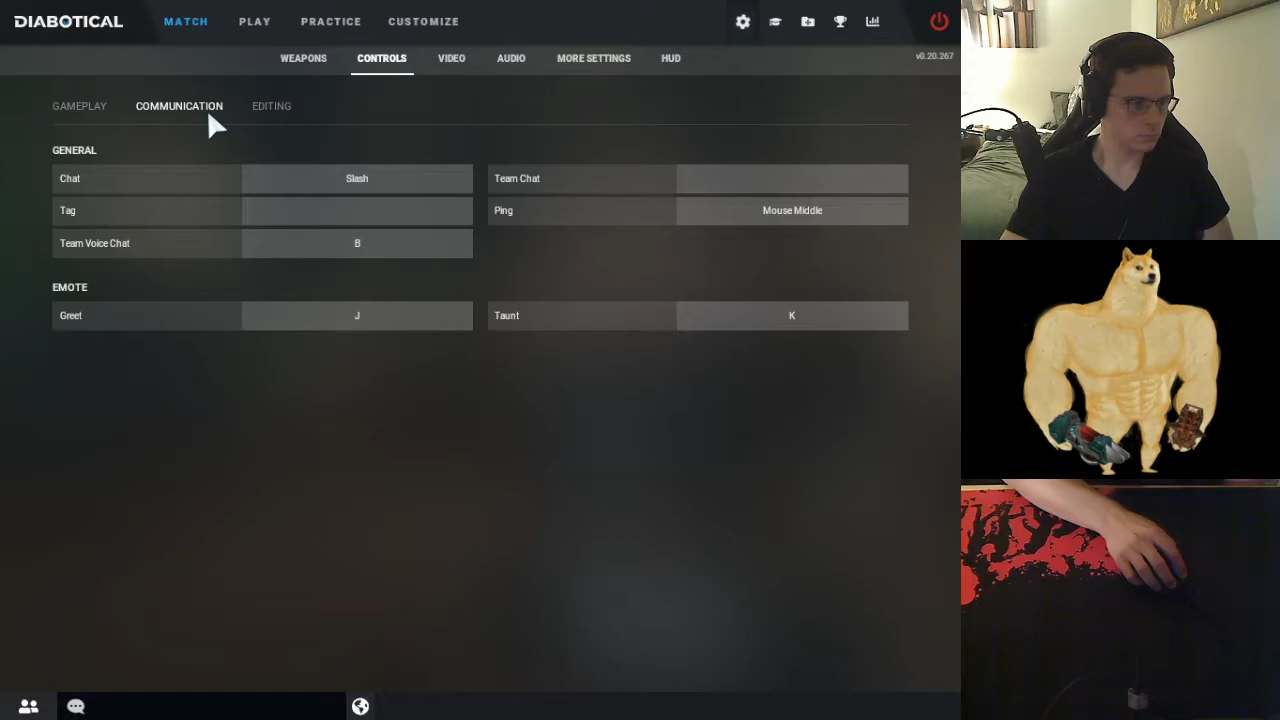 DIABOTICAL MATCH PLAY PRACTICE CUSTOMIZE
WEAPONS CONTROLS VIDEO AUDIO MORE SETTINGS HUD v0.20.267
GAMEPLAY COMMUNICATION EDITING
GENERAL
Chat Slash Team Chat
Tag Ping Mouse Middle
Team Voice Chat B
EMOTE
Greet J Taunt K